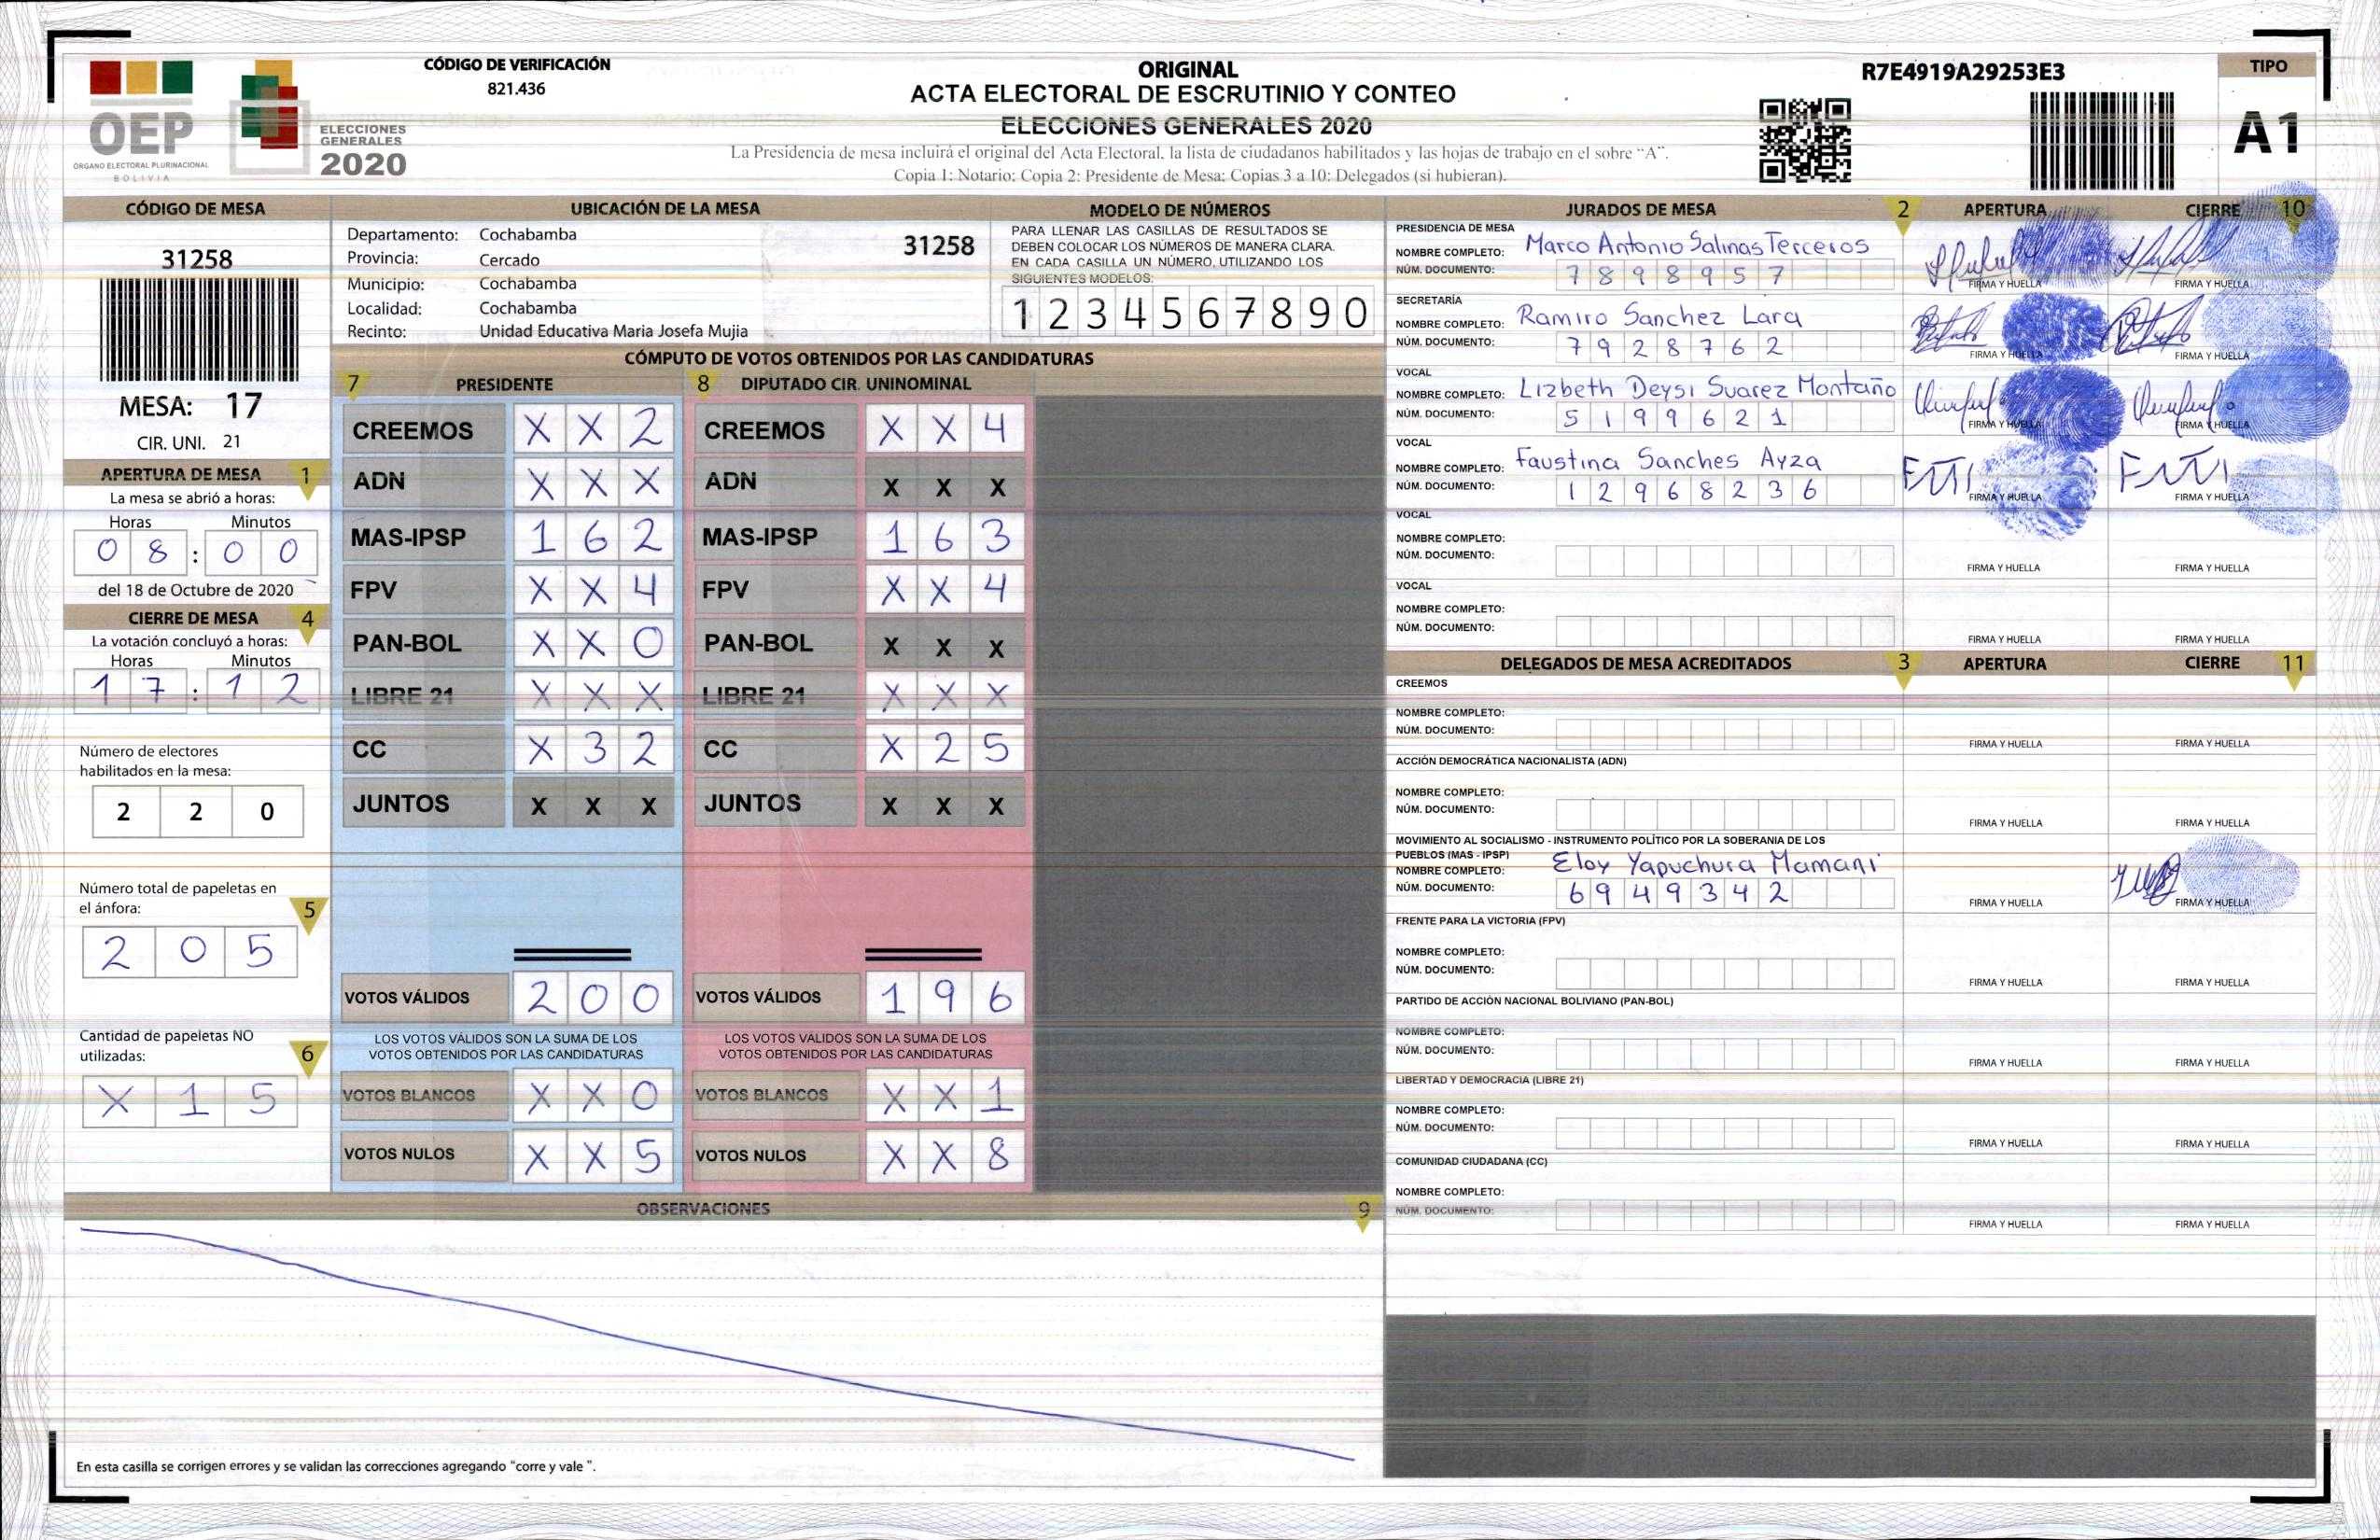 CÓDIGO DE VERIFICACIÓN
821.436
ORIGINAL
ACTA ELECTORAL DE ESCRUTINIO Y CONTEO
ELECCIONES GENERALES 2020
La Presidencia de mesa incluirá el original del Acta Electoral, la lista de ciudadanos habilitados y las hojas de trabajo en el sobre "A".
Copia 1: Notario; Copia 2: Presidente de Mesa; Copias 3 a 10: Delegados (si hubieran).
R7E4919A29253E3
TIPO
A1
OEP
ÓRGANO ELECTORAL PLURINACIONAL
BOLIVIA
ELECCIONES
GENERALES
2020
CÓDIGO DE MESA
31258
MESA: 17
CIR. UNI. 21
APERTURA DE MESA 1
La mesa se abrió a horas:
Horas Minutos
0 8 : 0 0
del 18 de Octubre de 2020
CIERRE DE MESA 4
La votación concluyó a horas:
Horas Minutos
1 7 : 1 2
Número de electores
habilitados en la mesa:
2 2 0
Número total de papeletas en
el ánfora: 5
2 0 5
Cantidad de papeletas NO
utilizadas: 6
X 1 5
UBICACIÓN DE LA MESA
Departamento: Cochabamba
31258
Provincia: Cercado
Municipio: Cochabamba
Localidad: Cochabamba
Recinto: Unidad Educativa Maria Josefa Mujia
MODELO DE NÚMEROS
PARA LLENAR LAS CASILLAS DE RESULTADOS SE
DEBEN COLOCAR LOS NÚMEROS DE MANERA CLARA.
EN CADA CASILLA UN NÚMERO, UTILIZANDO LOS
SIGUIENTES MODELOS:
1 2 3 4 5 6 7 8 9 0
CÓMPUTO DE VOTOS OBTENIDOS POR LAS CANDIDATURAS
7 PRESIDENTE
CREEMOS X X 2
ADN X X X
MAS-IPSP 1 6 2
FPV X X 4
PAN-BOL X X 0
LIBRE 21 X X X
CC X 3 2
JUNTOS X X X
VOTOS VÁLIDOS 2 0 0
LOS VOTOS VÁLIDOS SON LA SUMA DE LOS
VOTOS OBTENIDOS POR LAS CANDIDATURAS
VOTOS BLANCOS X X 0
VOTOS NULOS X X 5
8 DIPUTADO CIR. UNINOMINAL
CREEMOS X X 4
ADN X X X
MAS-IPSP 1 6 3
FPV X X 4
PAN-BOL X X X
LIBRE 21 X X X
CC X 2 5
JUNTOS X X X
VOTOS VÁLIDOS 1 9 6
LOS VOTOS VÁLIDOS SON LA SUMA DE LOS
VOTOS OBTENIDOS POR LAS CANDIDATURAS
VOTOS BLANCOS X X 1
VOTOS NULOS X X 8
OBSERVACIONES 9
En esta casilla se corrigen errores y se validan las correcciones agregando "corre y vale ".
JURADOS DE MESA 2 APERTURA CIERRE 10
PRESIDENCIA DE MESA
NOMBRE COMPLETO: Marco Antonio Salinas Terceros
NÚM. DOCUMENTO: 7 8 9 8 9 5 7
FIRMA Y HUELLA FIRMA Y HUELLA
SECRETARÍA
NOMBRE COMPLETO: Ramiro Sanchez Lara
NÚM. DOCUMENTO: 7 9 2 8 7 6 2
FIRMA Y HUELLA FIRMA Y HUELLA
VOCAL
NOMBRE COMPLETO: Lizbeth Deysi Suarez Montaño
NÚM. DOCUMENTO: 5 1 9 9 6 2 1
FIRMA Y HUELLA FIRMA Y HUELLA
VOCAL
NOMBRE COMPLETO: Faustina Sanches Ayza
NÚM. DOCUMENTO: 1 2 9 6 8 2 3 6
FIRMA Y HUELLA FIRMA Y HUELLA
VOCAL
NOMBRE COMPLETO:
NÚM. DOCUMENTO:
FIRMA Y HUELLA FIRMA Y HUELLA
VOCAL
NOMBRE COMPLETO:
NÚM. DOCUMENTO:
FIRMA Y HUELLA FIRMA Y HUELLA
DELEGADOS DE MESA ACREDITADOS 3 APERTURA CIERRE 11
CREEMOS
NOMBRE COMPLETO:
NÚM. DOCUMENTO:
FIRMA Y HUELLA FIRMA Y HUELLA
ACCIÓN DEMOCRÁTICA NACIONALISTA (ADN)
NOMBRE COMPLETO:
NÚM. DOCUMENTO:
FIRMA Y HUELLA FIRMA Y HUELLA
MOVIMIENTO AL SOCIALISMO - INSTRUMENTO POLÍTICO POR LA SOBERANIA DE LOS
PUEBLOS (MAS - IPSP)
NOMBRE COMPLETO: Eloy Yapuchura Mamani
NÚM. DOCUMENTO: 6 9 4 9 3 4 2
FIRMA Y HUELLA FIRMA Y HUELLA
FRENTE PARA LA VICTORIA (FPV)
NOMBRE COMPLETO:
NÚM. DOCUMENTO:
FIRMA Y HUELLA FIRMA Y HUELLA
PARTIDO DE ACCIÓN NACIONAL BOLIVIANO (PAN-BOL)
NOMBRE COMPLETO:
NÚM. DOCUMENTO:
FIRMA Y HUELLA FIRMA Y HUELLA
LIBERTAD Y DEMOCRACIA (LIBRE 21)
NOMBRE COMPLETO:
NÚM. DOCUMENTO:
FIRMA Y HUELLA FIRMA Y HUELLA
COMUNIDAD CIUDADANA (CC)
NOMBRE COMPLETO:
NÚM. DOCUMENTO:
FIRMA Y HUELLA FIRMA Y HUELLA